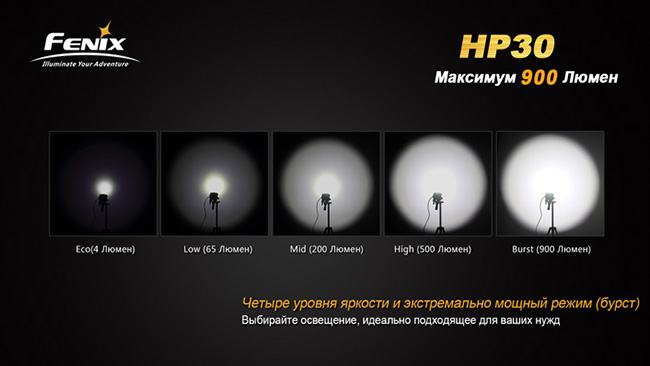 FENIX
Illuminate Your Adventure
HP30
Максимум 900 Люмен
Eco(4 Люмен)
Low (65 Люмен)
Mid (200 Люмен)
High (500 Люмен)
Burst (900 Люмен)
Четыре уровня яркости и экстремально мощный режим (бурст)
Выбирайте освещение, идеально подходящее для ваших нужд